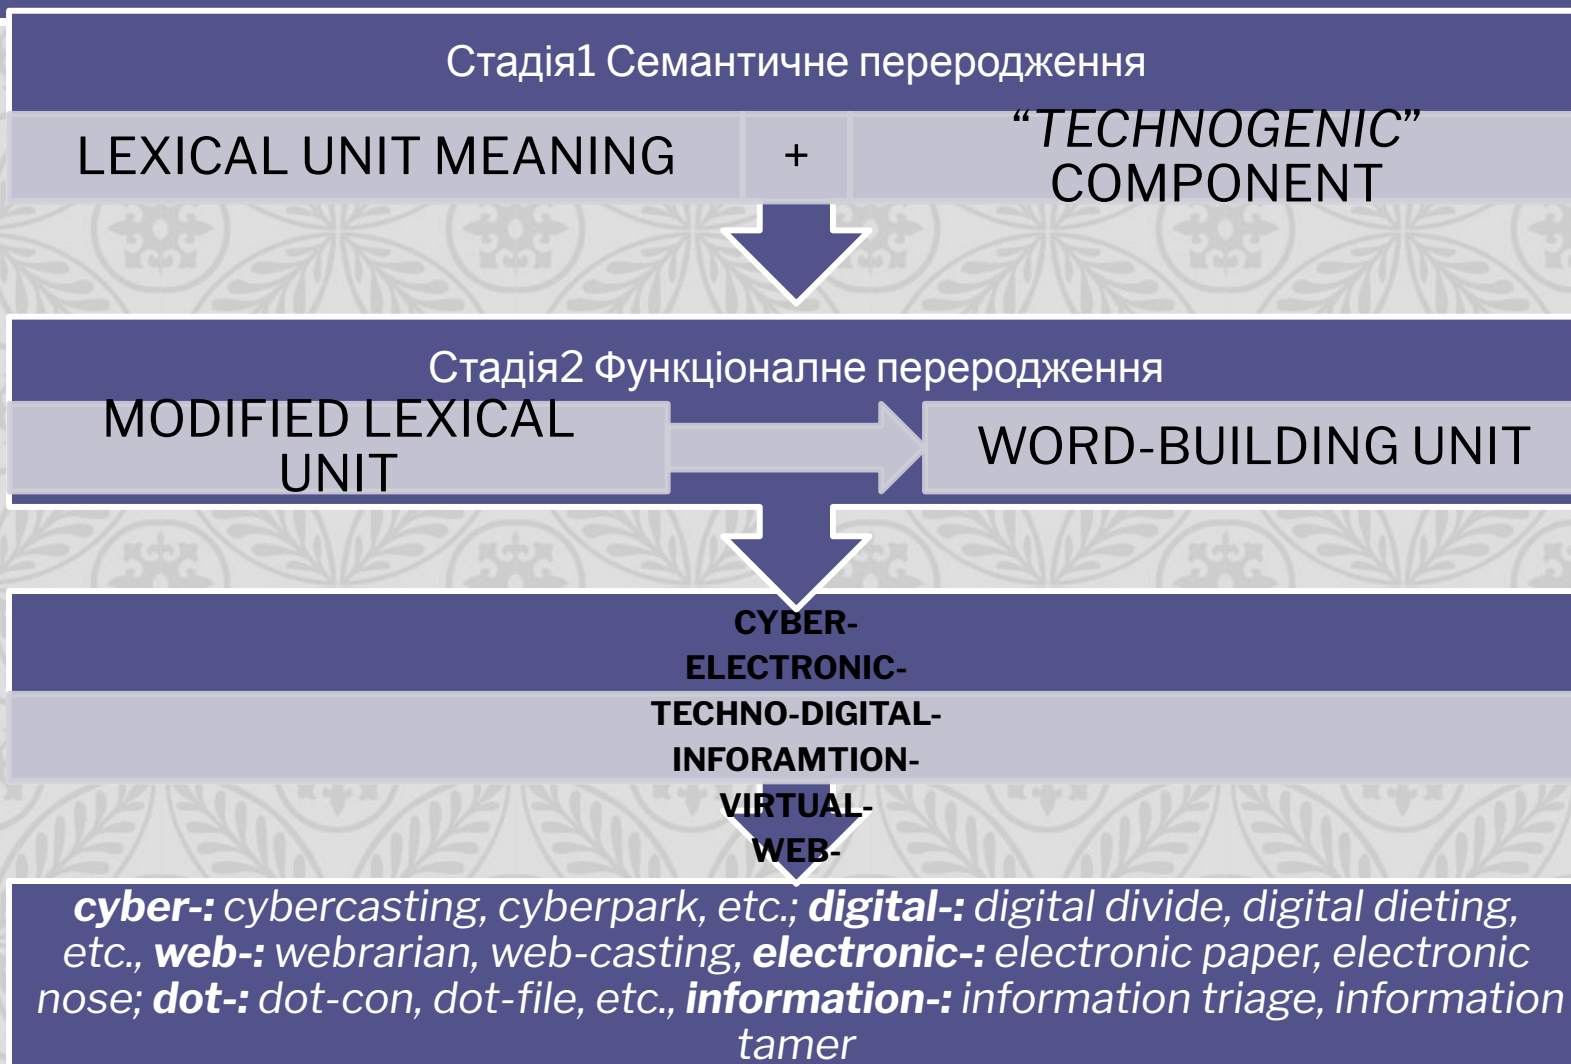 Стадія1 Семантичне переродження
LEXICAL UNIT MEANING
+
“TECHNOGENIC”
COMPONENT
Стадія2 Функціоналне переродження
MODIFIED LEXICAL
UNIT
WORD-BUILDING UNIT
CYBER-
ELECTRONIC-
TECHNO-DIGITAL-
INFORAMTION-
VIRTUAL-
WEB-
cyber-: cybercasting, cyberpark, etc.; digital-: digital divide, digital dieting,
etc., web-: webrarian, web-casting, electronic-: electronic paper, electronic
nose; dot-: dot-con, dot-file, etc., information-: information triage, information
tamer